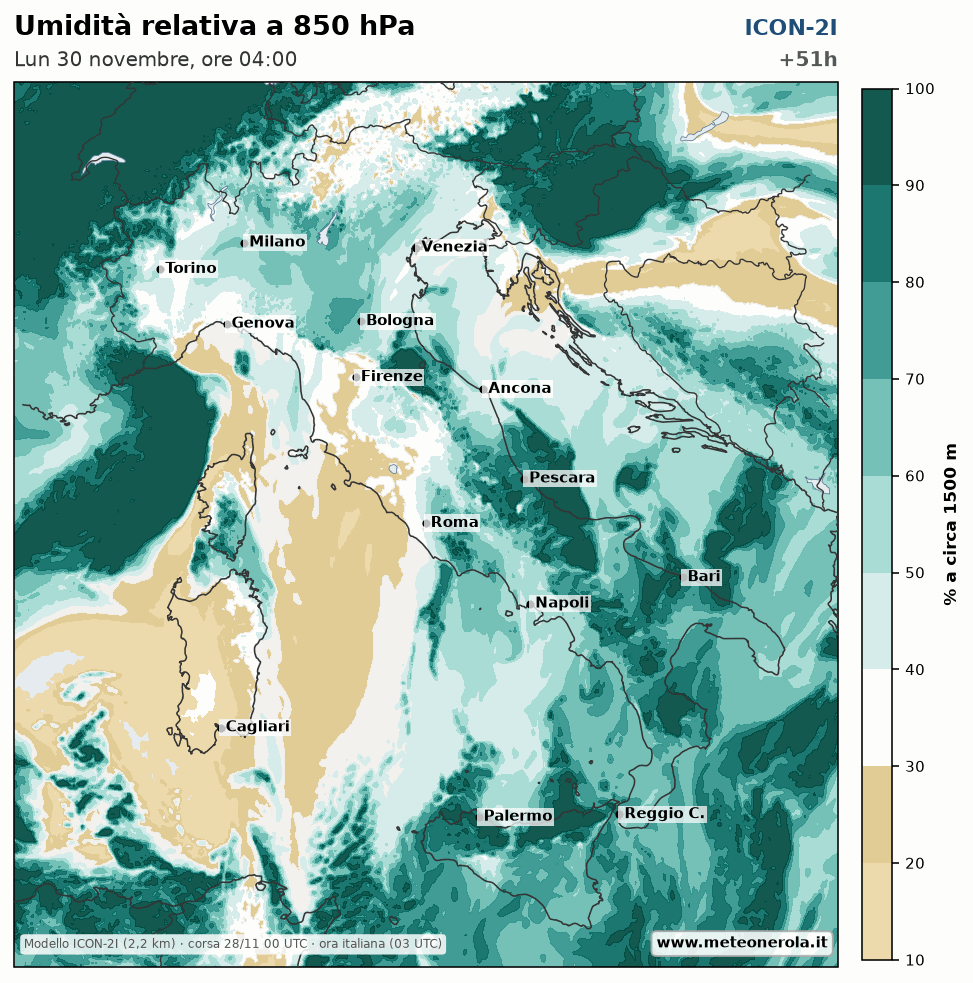 Umidità relativa a 850 hPa
ICON-2I
Lun 30 novembre, ore 04:00
+51h
Milano
Venezia
Torino
Genova
Bologna
Firenze
Ancona
Pescara
Roma
Bari
Napoli
Cagliari
Palermo
Reggio C.
100
90
80
70
60
50
40
30
20
10
% a circa 1500 m
Modello ICON-2I (2,2 km) · corsa 28/11 00 UTC · ora italiana (03 UTC)
www.meteonerola.it